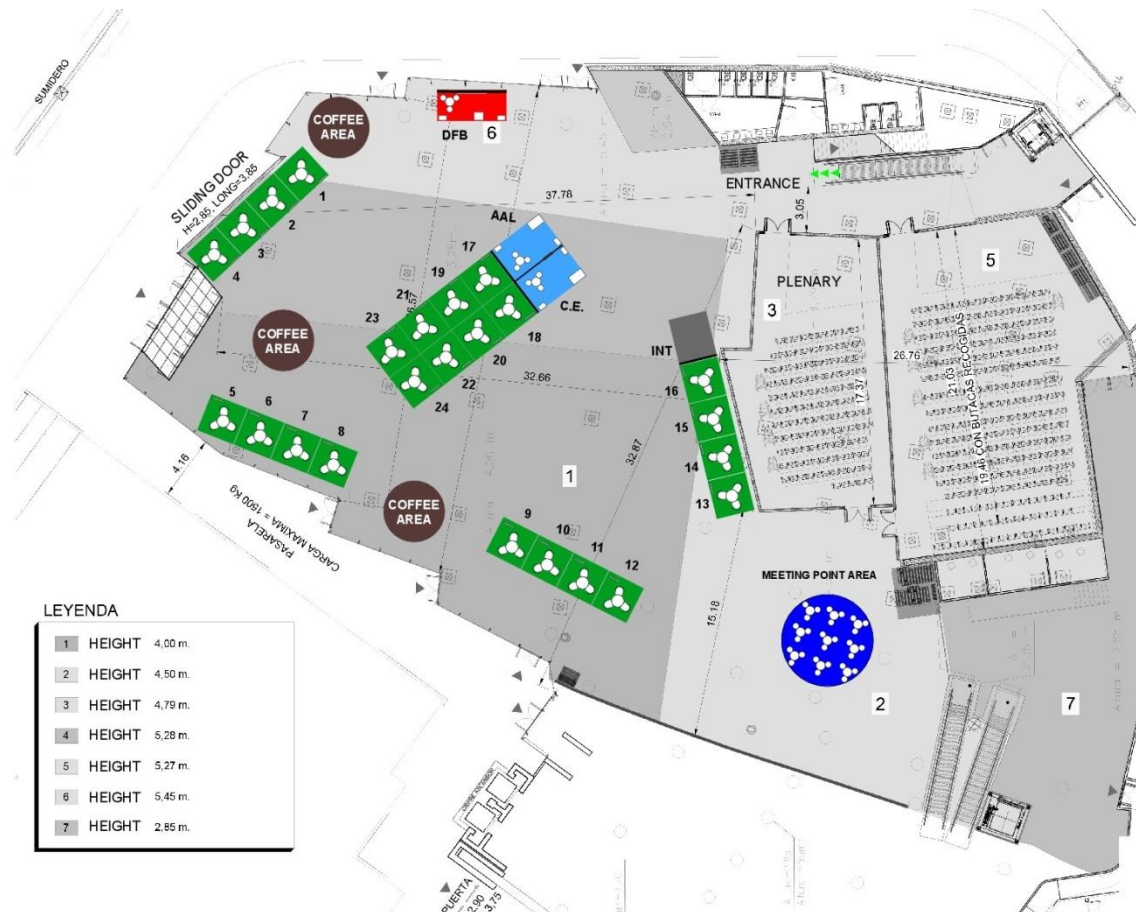 SUMIDERO
COFFEE
AREA
DFB
6
SLIDING DOOR
H=2,85, LONG=3,85
1
2
3
4
37.78
ENTRANCE
3.05
AAL
C.E.
17
19
21
23
18
20
22
24
COFFEE
AREA
32.66
INT
16
15
14
13
PLENARY
3
5
26.76
17.37
21.03
19.46 CON BUTACAS RECOGIDAS
5
6
7
8
4.16
PASARELA
CARGA MAXIMA = 1500 Kg
COFFEE
AREA
1
32.87
9
10
11
12
15.18
MEETING POINT AREA
2
7
LEYENDA
1 HEIGHT 4,00 m.
2 HEIGHT 4,50 m.
3 HEIGHT 4,79 m.
4 HEIGHT 5,28 m.
5 HEIGHT 5,27 m.
6 HEIGHT 5,45 m.
7 HEIGHT 2,85 m.
PUERTA
2.90
3.75